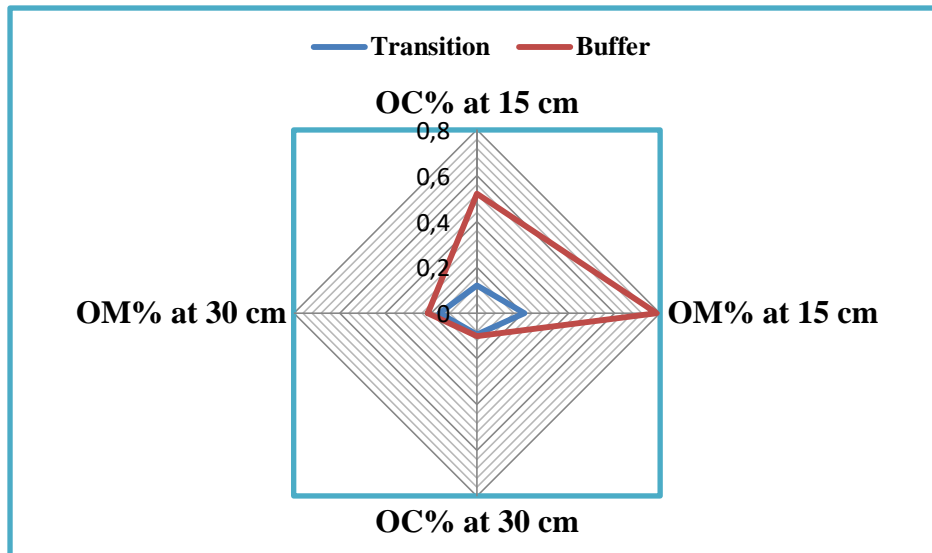 Transition Buffer
OC% at 15 cm
0,8
0,6
0,4
0,2
0
OM% at 30 cm
OM% at 15 cm
OC% at 30 cm